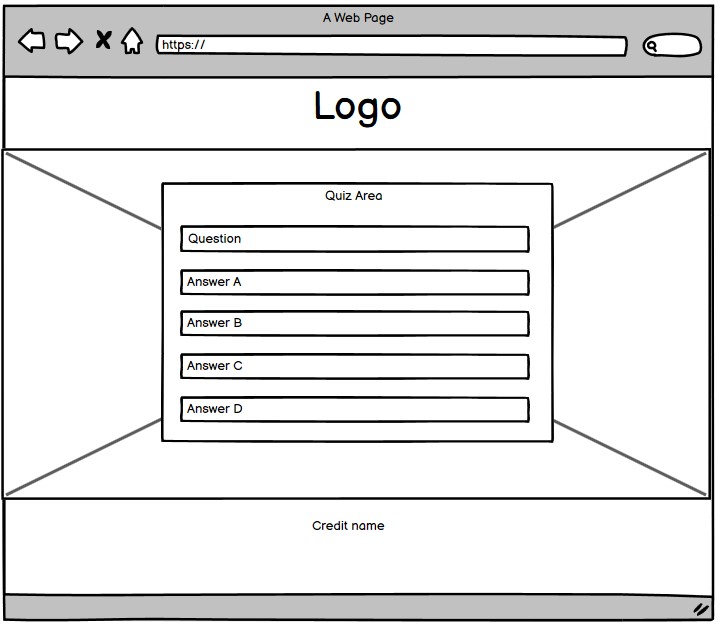 A Web Page
https://
Logo
Quiz Area
Question
Answer A
Answer B
Answer C
Answer D
Credit name